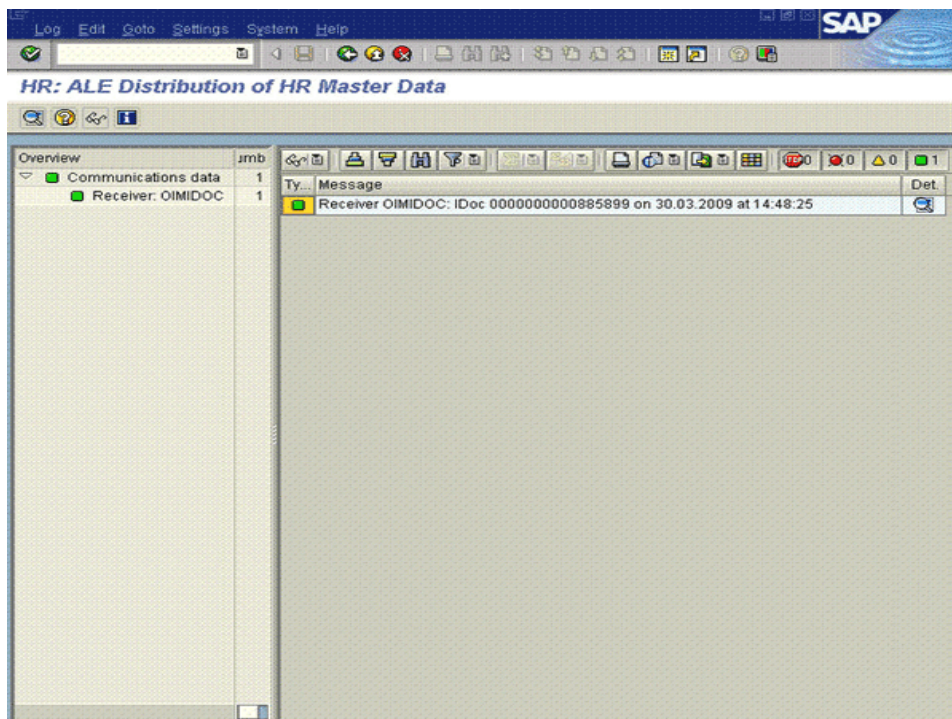 Log Edit Goto Settings System Help
SAP
HR: ALE Distribution of HR Master Data
Overview
Communications data 1
Receiver: OIMIDOC 1
STOP 0 0 0 1
Ty... Message Det.
Receiver OIMIDOC: IDoc 0000000000885899 on 30.03.2009 at 14:48:25